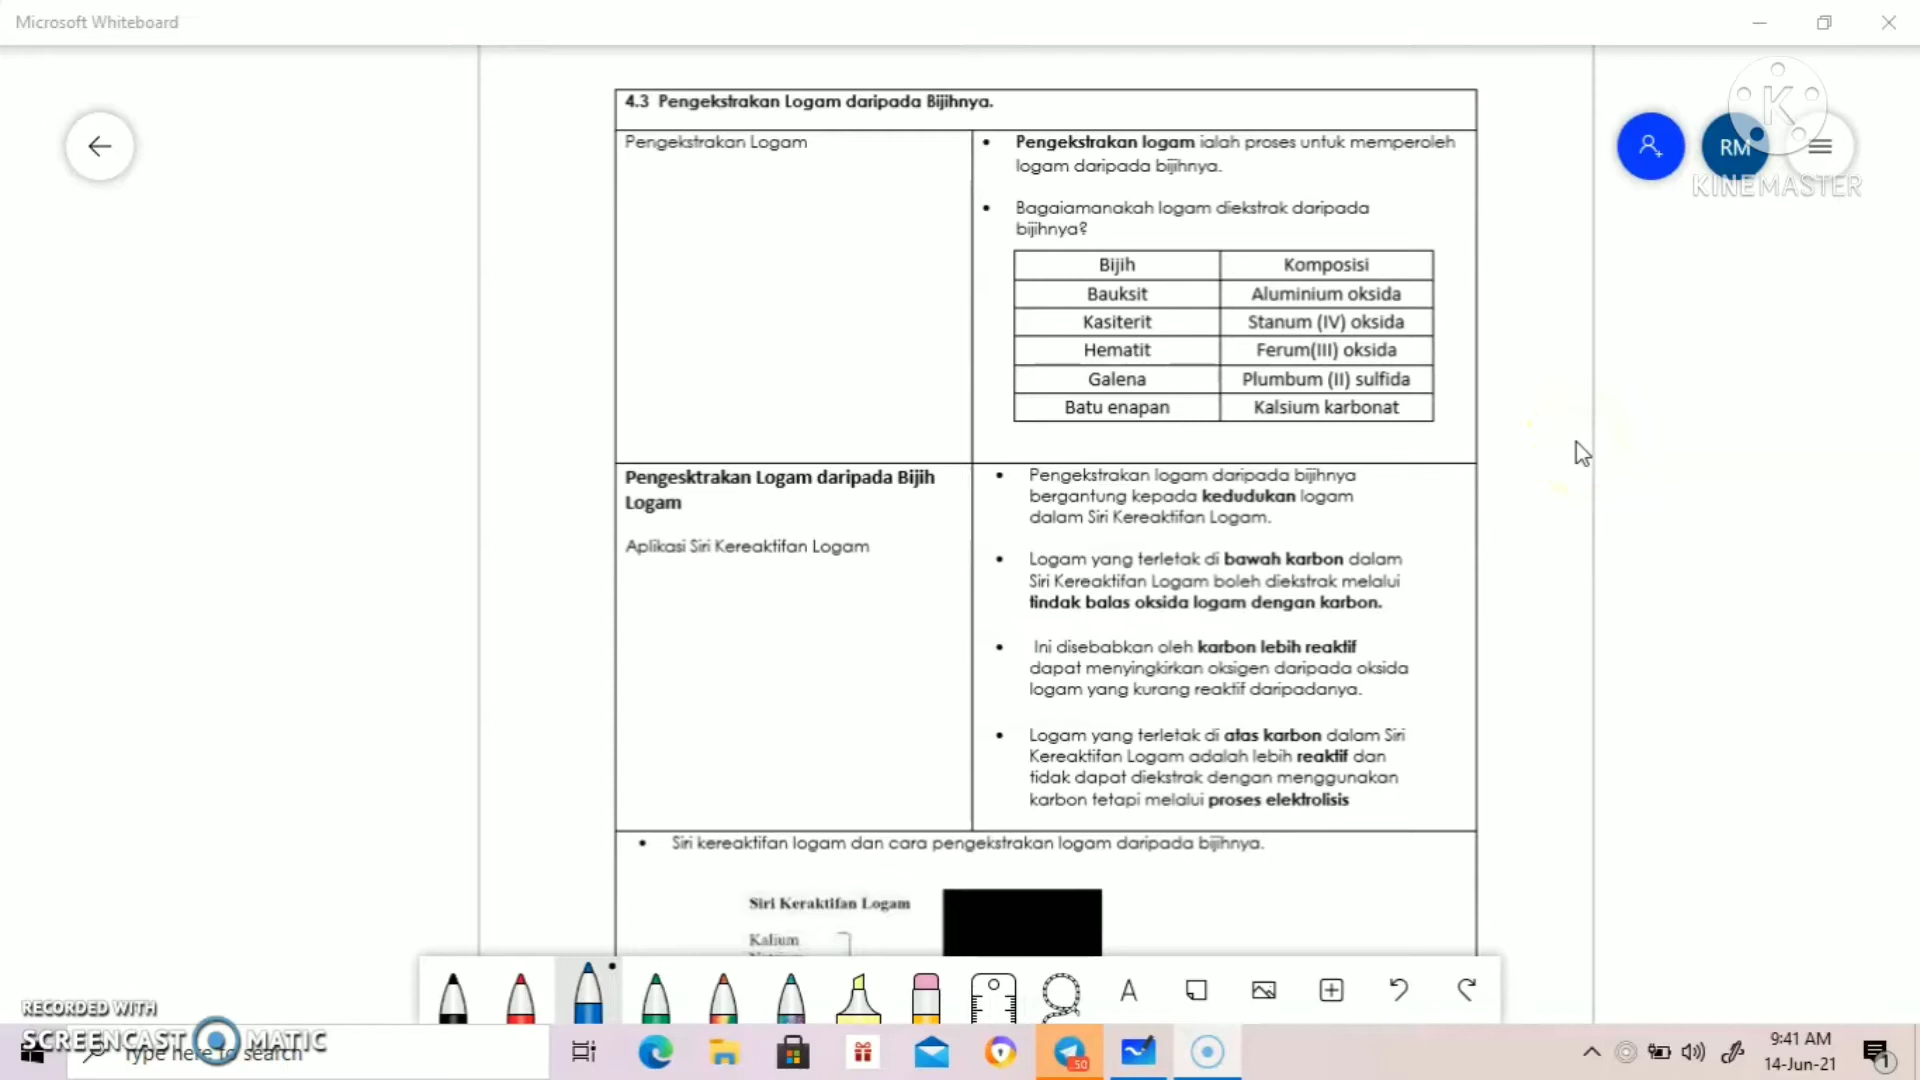 Microsoft Whiteboard
4.3 Pengekstrakan Logam daripada Bijihnya.
Pengekstrakan Logam
• Pengekstrakan logam ialah proses untuk memperoleh
logam daripada bijihnya.
• Bagaiamanakah logam diekstrak daripada
bijihnya?
Bijih Komposisi
Bauksit Aluminium oksida
Kasiterit Stanum (IV) oksida
Hematit Ferum(III) oksida
Galena Plumbum (II) sulfida
Batu enapan Kalsium karbonat
RM
K
KINEMASTER
Pengesktrakan Logam daripada Bijih
Logam
Aplikasi Siri Kereaktifan Logam
• Pengekstrakan logam daripada bijihnya
bergantung kepada kedudukan logam
dalam Siri Kereaktifan Logam.
• Logam yang terletak di bawah karbon dalam
Siri Kereaktifan Logam boleh diekstrak melalui
tindak balas oksida logam dengan karbon.
• Ini disebabkan oleh karbon lebih reaktif
dapat menyingkirkan oksigen daripada oksida
logam yang kurang reaktif daripadanya.
• Logam yang terletak di atas karbon dalam Siri
Kereaktifan Logam adalah lebih reaktif dan
tidak dapat diekstrak dengan menggunakan
karbon tetapi melalui proses elektrolisis
• Siri kereaktifan logam dan cara pengekstrakan logam daripada bijihnya.
Siri Keraktifan Logam
Kalium
A
RECORDED WITH
SCREENCAST MATIC
Type here to search
50
9:41 AM
14-Jun-21
1